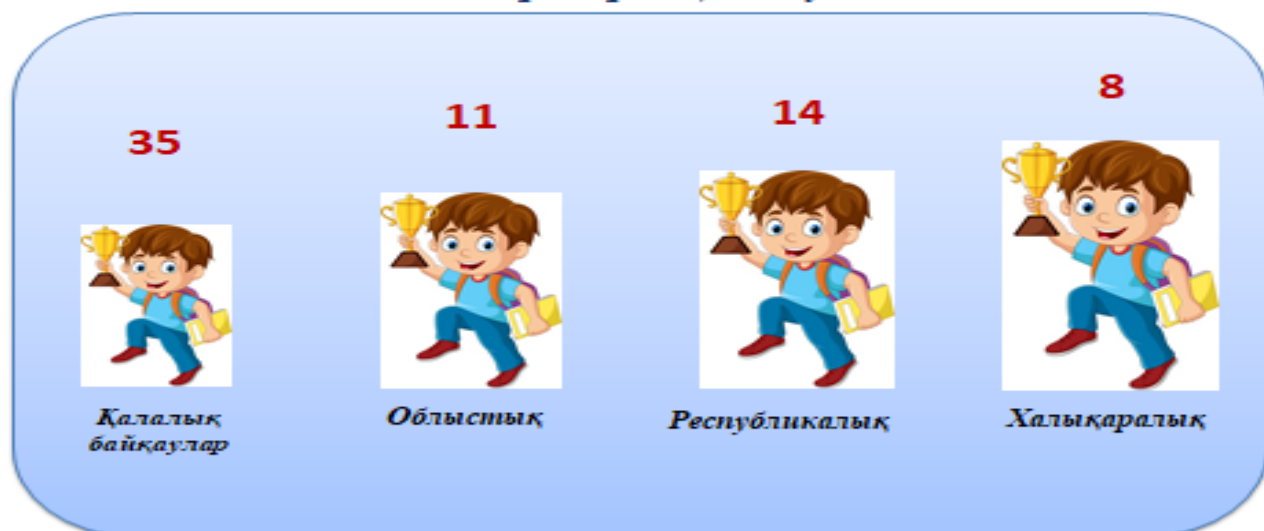 35
11
14
8
Қалалық
байқаулар
Облыстық
Республикалық
Халықаралық